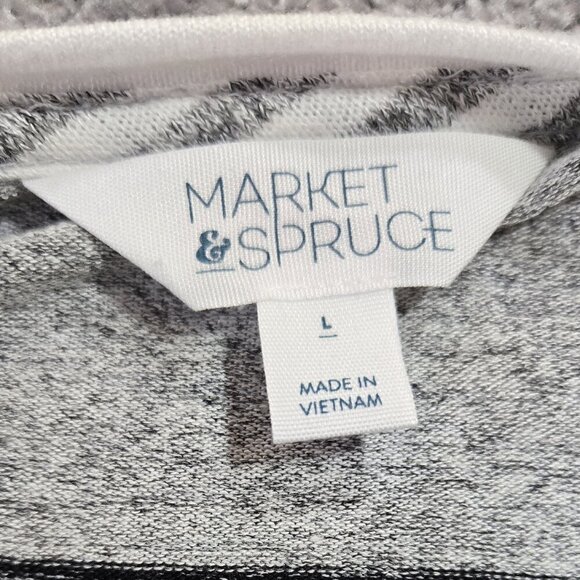 MARKET
& SPRUCE
L
MADE IN
VIETNAM